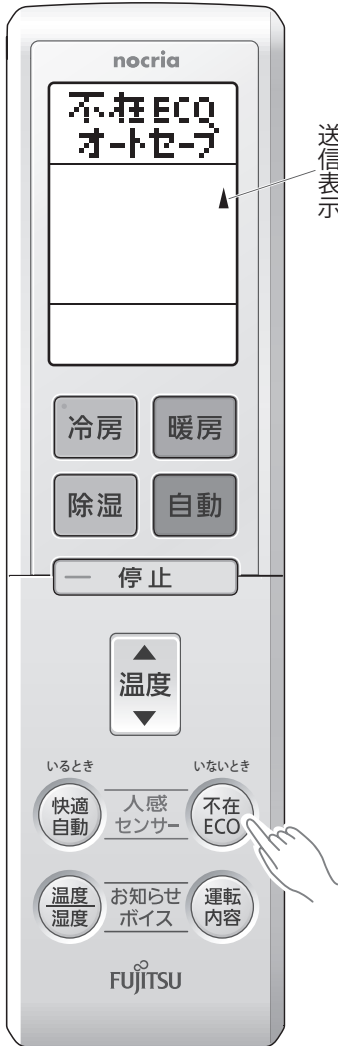 nocria
不在ECO
オートセーブ
送信表示
冷房
暖房
除湿
自動
停止
温度
いるとき
いないとき
快適
自動
人感
センサー
不在
ECO
温度
湿度
お知らせ
ボイス
運転
内容
FUJITSU